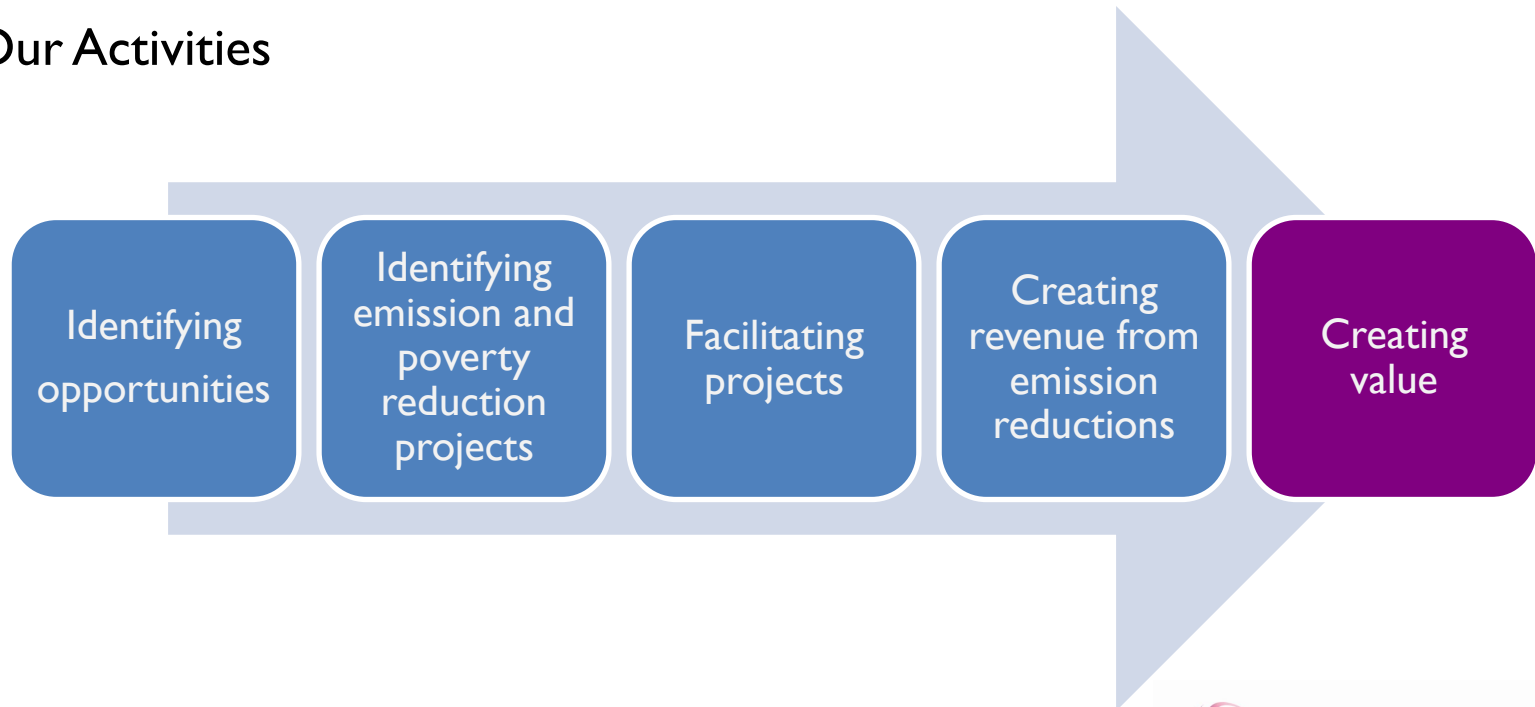 Our Activities
Identifying
opportunities
Identifying
emission and
poverty
reduction
projects
Facilitating
projects
Creating
revenue from
emission
reductions
Creating
value